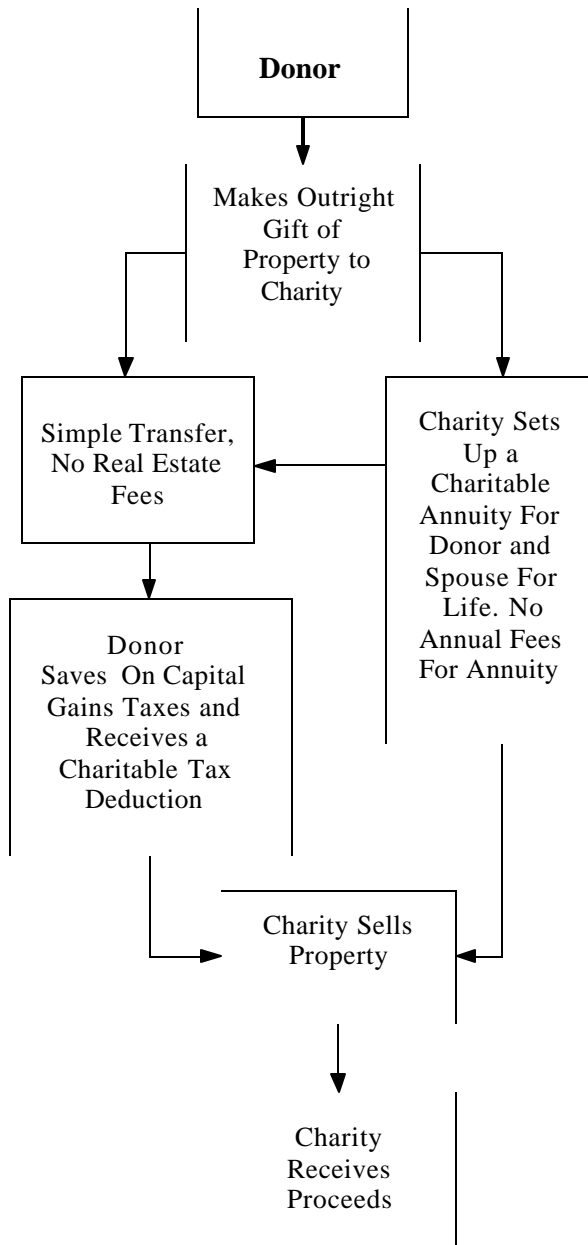 Donor
Makes Outright
Gift of
Property to
Charity
Simple Transfer,
No Real Estate
Fees
Charity Sets
Up a
Charitable
Annuity For
Donor and
Spouse For
Life. No
Annual Fees
For Annuity
Donor
Saves On Capital
Gains Taxes and
Receives a
Charitable Tax
Deduction
Charity Sells
Property
Charity
Receives
Proceeds